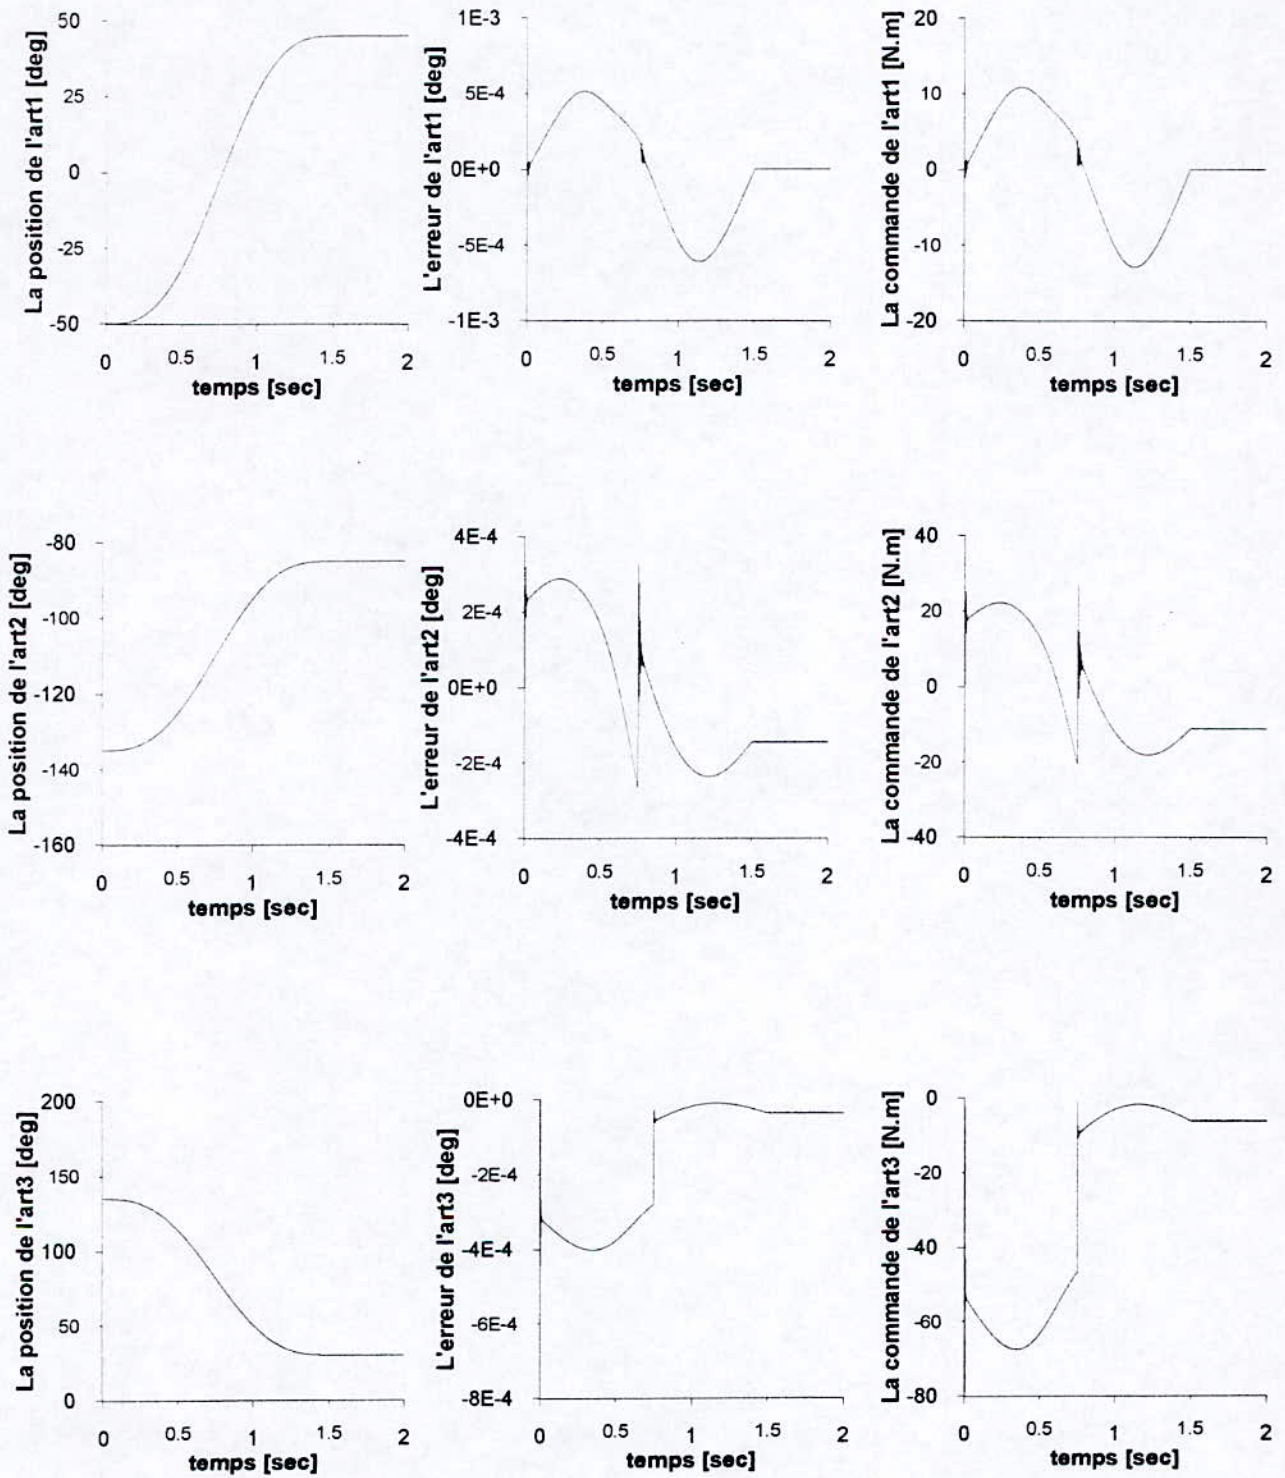 La position de l'art1 [deg]
50
25
0
-25
-50
0
0.5
1
1.5
2
temps [sec]
L'erreur de l'art1 [deg]
1E-3
5E-4
0E+0
-5E-4
-1E-3
0
0.5
1
1.5
2
temps [sec]
La commande de l'art1 [N.m]
20
10
0
-10
-20
0
0.5
1
1.5
2
temps [sec]
La position de l'art2 [deg]
-80
-100
-120
-140
-160
0
0.5
1
1.5
2
temps [sec]
L'erreur de l'art2 [deg]
4E-4
2E-4
0E+0
-2E-4
-4E-4
0
0.5
1
1.5
2
temps [sec]
La commande de l'art2 [N.m]
40
20
0
-20
-40
0
0.5
1
1.5
2
temps [sec]
La position de l'art3 [deg]
200
150
100
50
0
0
0.5
1
1.5
2
temps [sec]
L'erreur de l'art3 [deg]
0E+0
-2E-4
-4E-4
-6E-4
-8E-4
0
0.5
1
1.5
2
temps [sec]
La commande de l'art3 [N.m]
0
-20
-40
-60
-80
0
0.5
1
1.5
2
temps [sec]